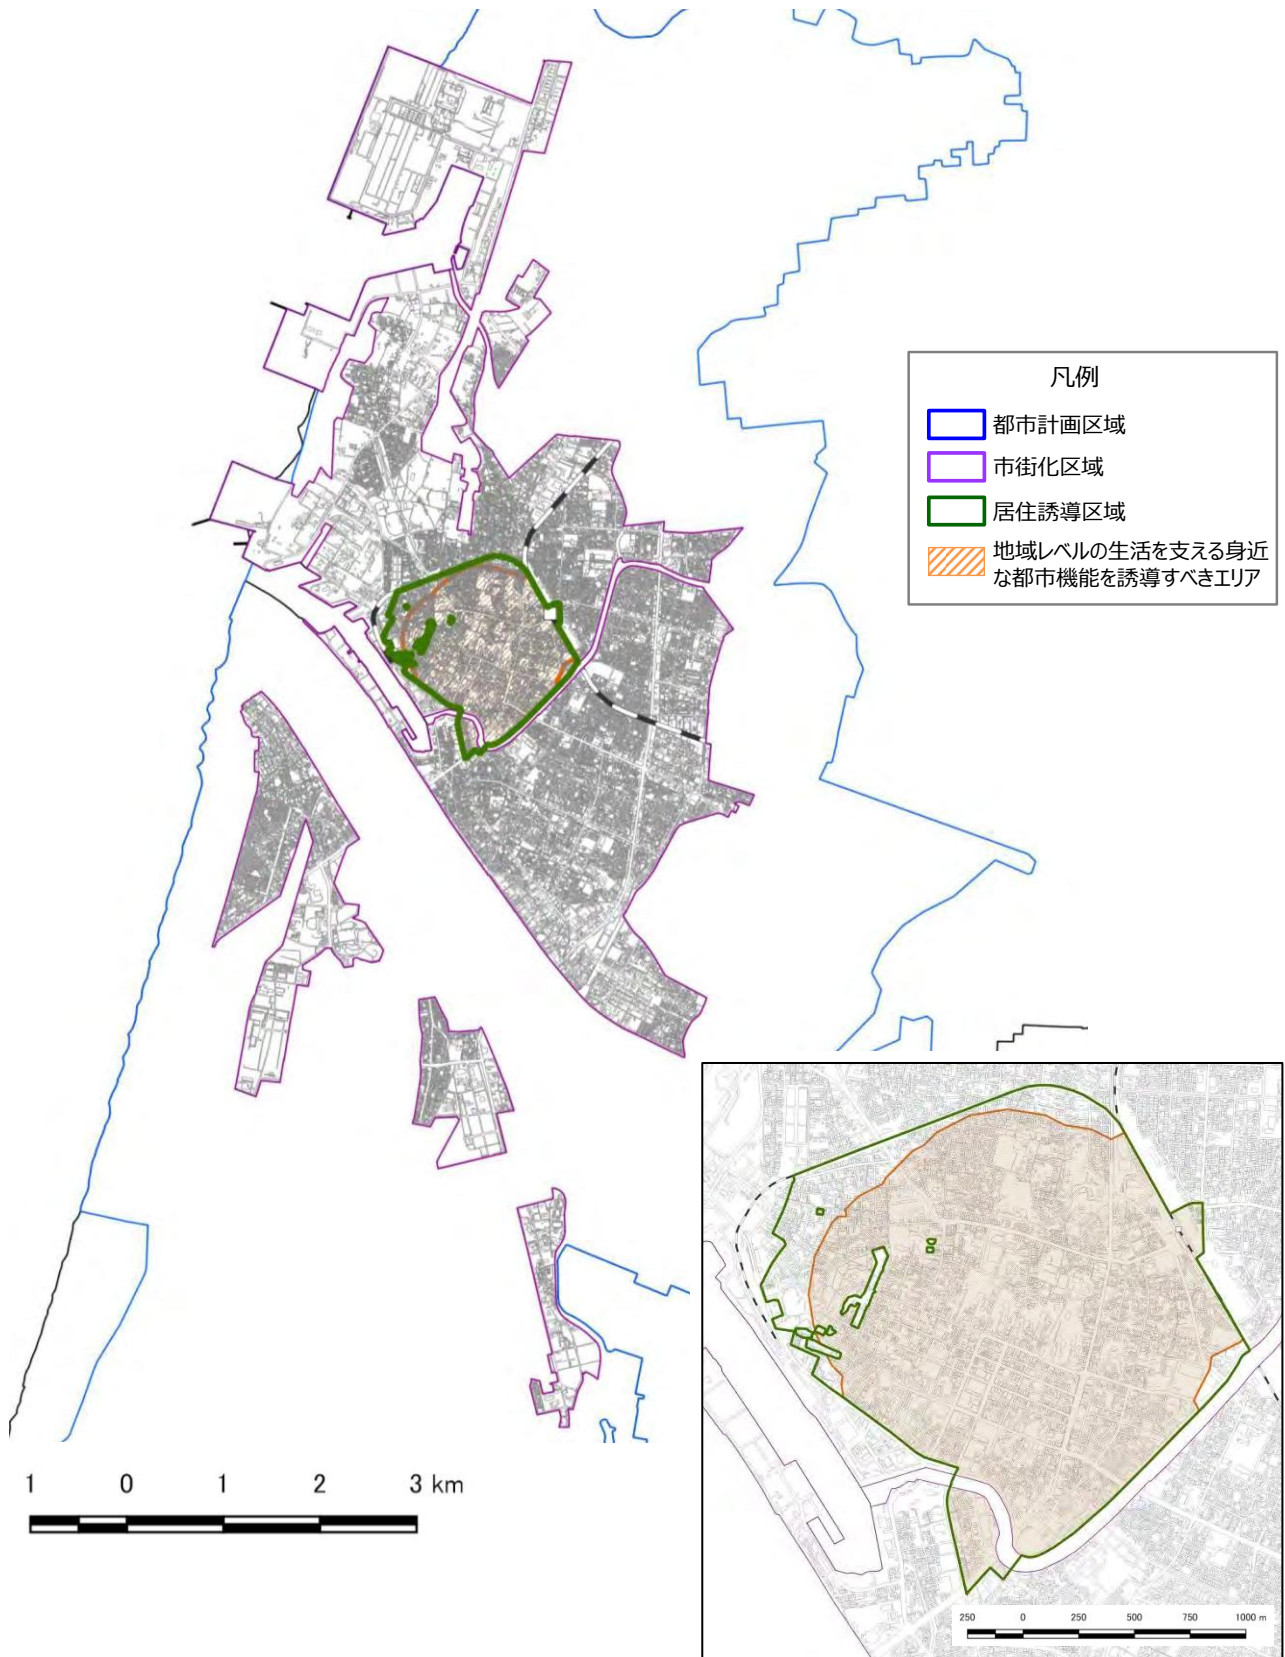 凡例
都市計画区域
市街化区域
居住誘導区域
地域レベルの生活を支える身近
な都市機能を誘導すべきエリア
1 0 1 2 3 km
250 0 250 500 750 1000 m